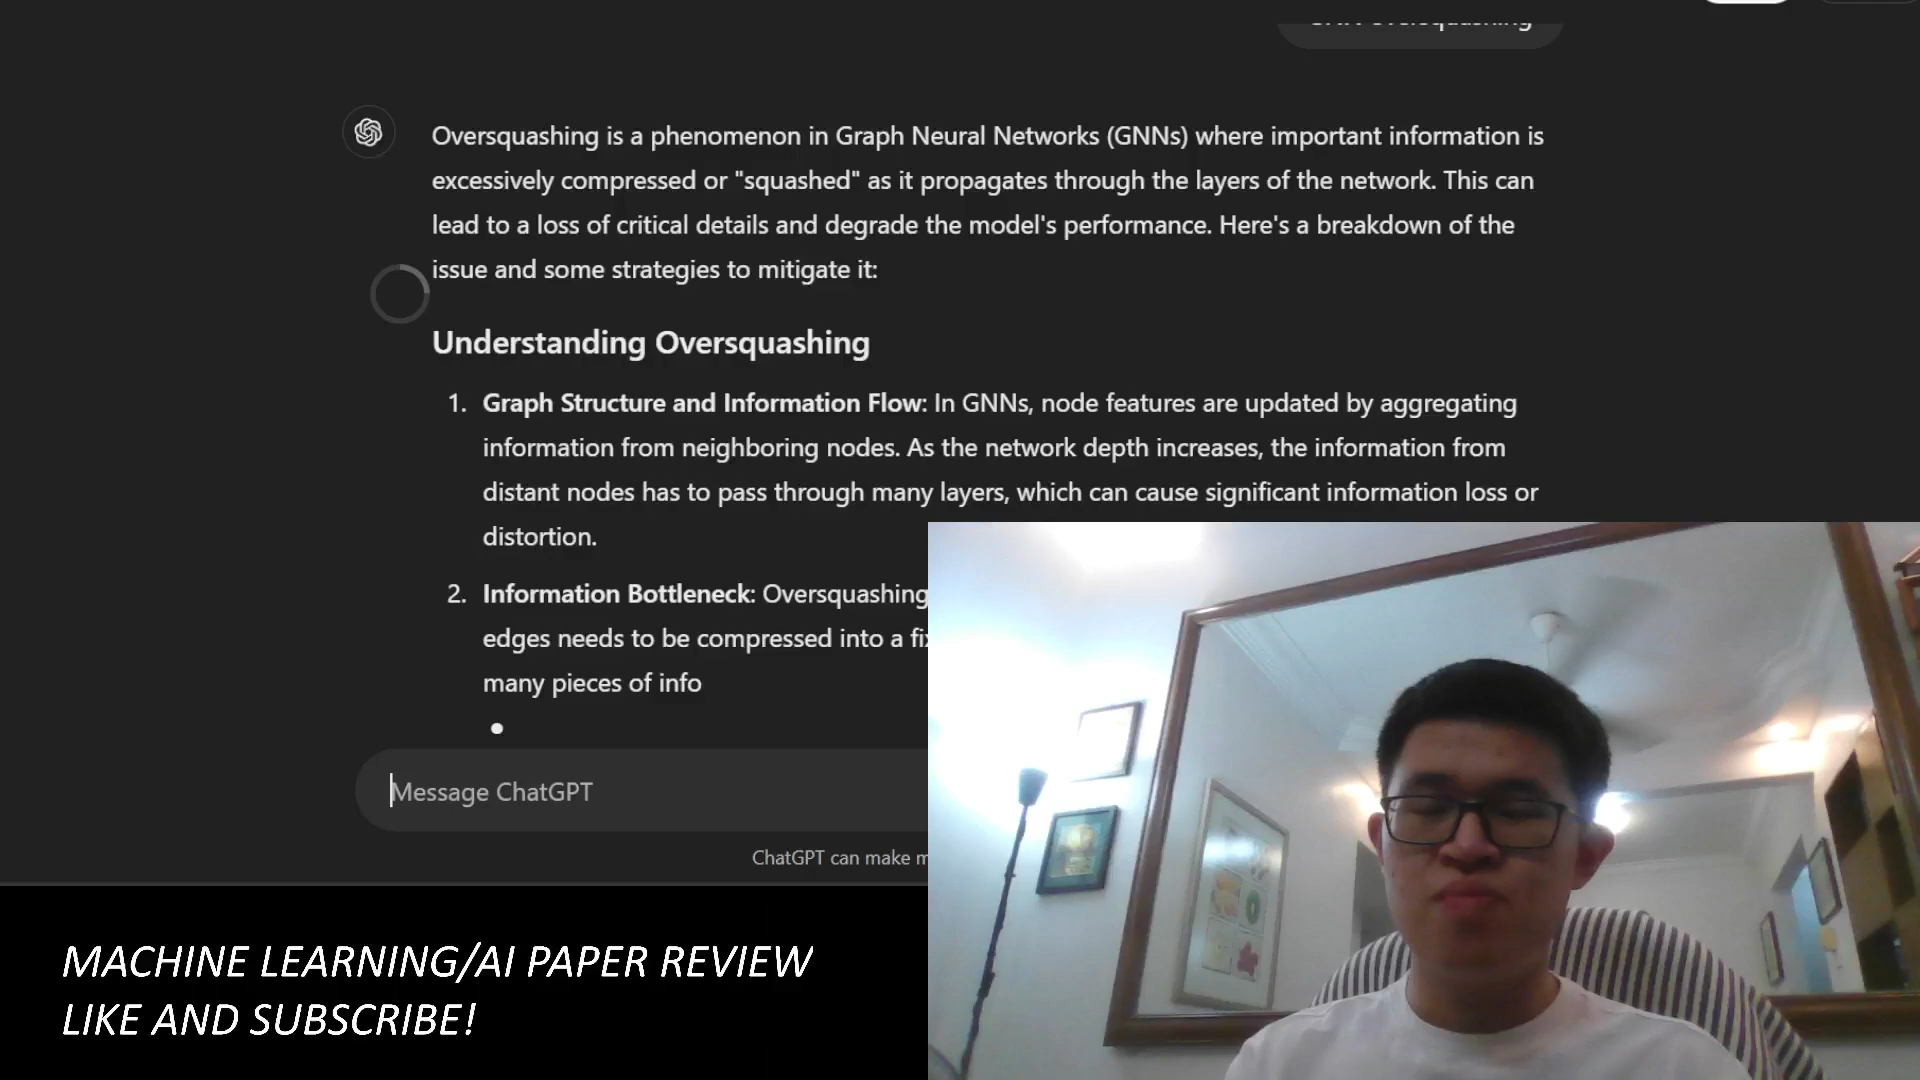 Oversquashing is a phenomenon in Graph Neural Networks (GNNs) where important information is
excessively compressed or "squashed" as it propagates through the layers of the network. This can
lead to a loss of critical details and degrade the model's performance. Here's a breakdown of the
issue and some strategies to mitigate it:
Understanding Oversquashing
1. Graph Structure and Information Flow: In GNNs, node features are updated by aggregating
information from neighboring nodes. As the network depth increases, the information from
distant nodes has to pass through many layers, which can cause significant information loss or
distortion.
2. Information Bottleneck: Oversquashing
edges needs to be compressed into a
many pieces of info
Message ChatGPT
ChatGPT can make
MACHINE LEARNING/AI PAPER REVIEW
LIKE AND SUBSCRIBE!